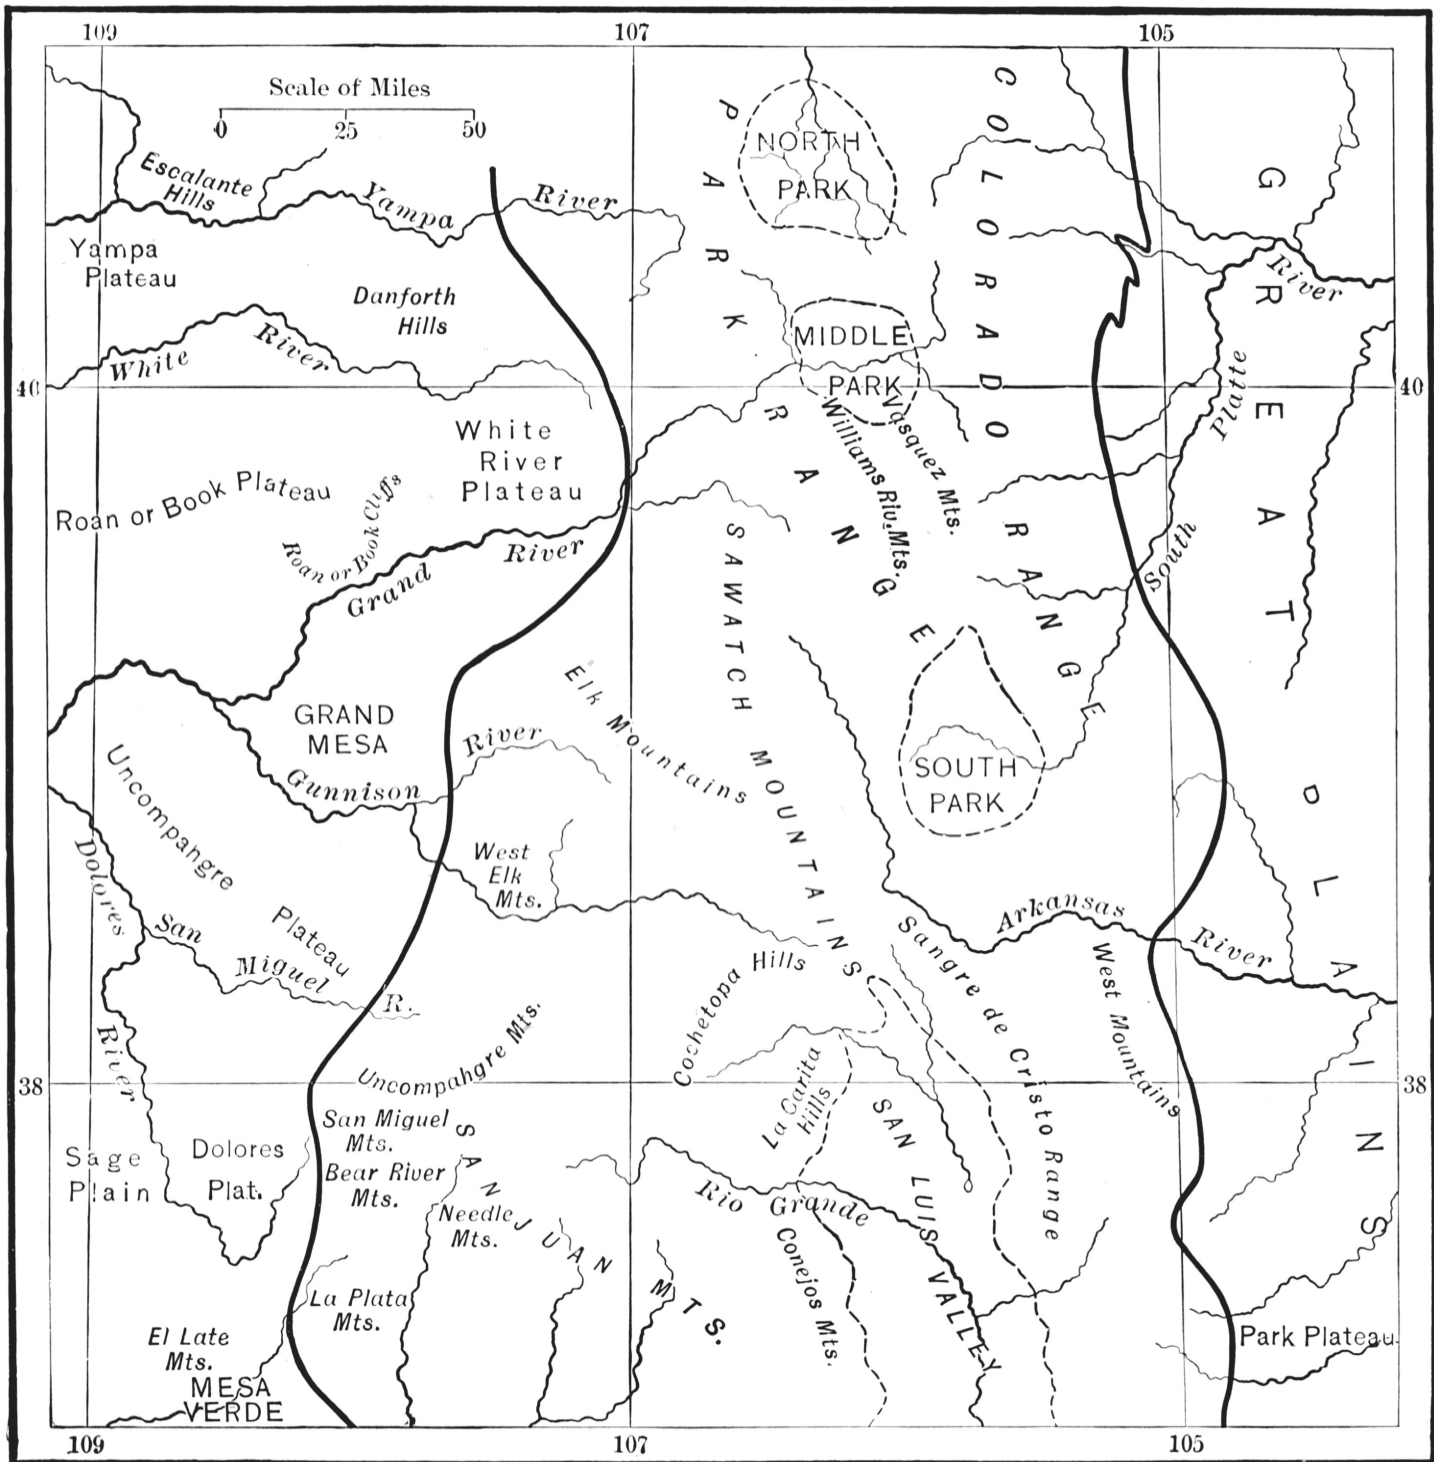 109 107 105
Scale of Miles
0 25 50
Escalante
Hills
Yampa River
Yampa
Plateau
Danforth
Hills
White River
40 40
White
River
Plateau
Roan or Book Plateau
Roan or Book Cliffs
Grand River
NORTH
PARK
MIDDLE
PARK
PARK RANGE
COLORADO RANGE
Williams Riv. Mts.
Vasquez Mts.
South Platte River
GREAT PLAINS
SAWATCH MOUNTAINS
Elk Mountains
GRAND
MESA
Gunnison River
SOUTH
PARK
Uncompahgre Plateau
Dolores River
San Miguel R.
West
Elk
Mts.
Arkansas River
Sangre de Cristo Range
West Mountains
Cochetopa Hills
Uncompahgre Mts.
38 38
La Carita
Hills
San Miguel
Mts.
Bear River
Mts.
Needle
Mts.
SAN JUAN MTS.
Sage
Plain
Dolores
Plat.
Rio Grande
SAN LUIS VALLEY
Conejos Mts.
La Plata
Mts.
El Late
Mts.
MESA
VERDE
Park Plateau
109 107 105